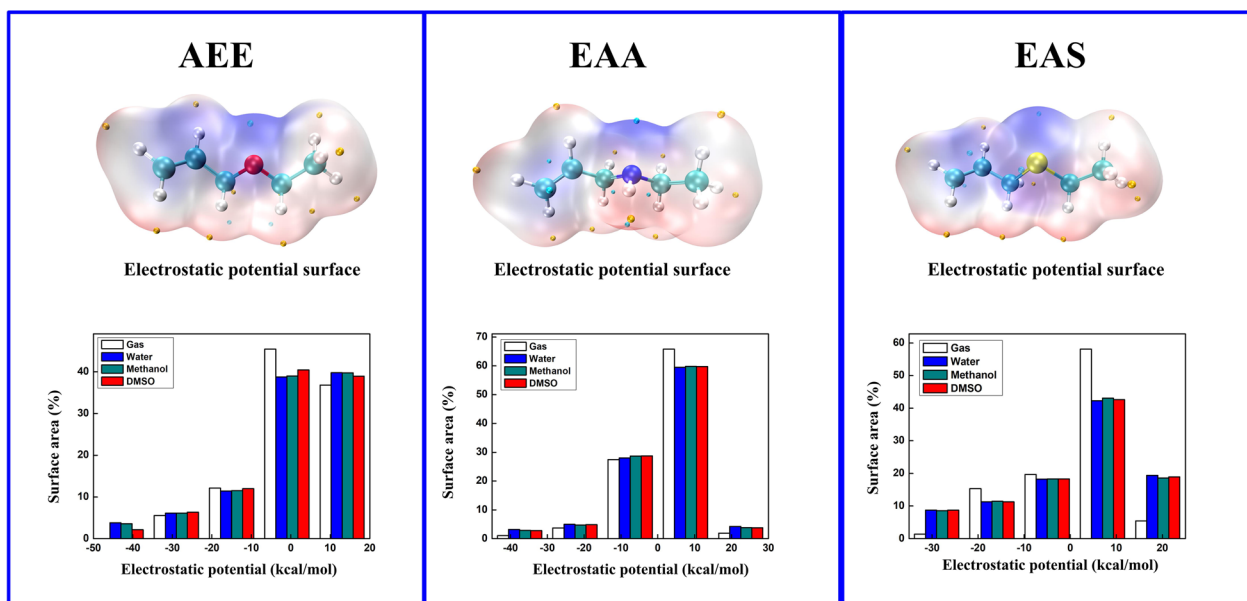 AEE
Electrostatic potential surface
Gas
Water
Methanol
DMSO
Surface area (%)
40
30
20
10
0
-50 -40 -30 -20 -10 0 10 20
Electrostatic potential (kcal/mol)
EAA
Electrostatic potential surface
Gas
Water
Methanol
DMSO
Surface area (%)
70
60
50
40
30
20
10
0
-40 -30 -20 -10 0 10 20 30
Electrostatic potential (kcal/mol)
EAS
Electrostatic potential surface
Gas
Water
Methanol
DMSO
Surface area (%)
60
50
40
30
20
10
0
-30 -20 -10 0 10 20
Electrostatic potential (kcal/mol)